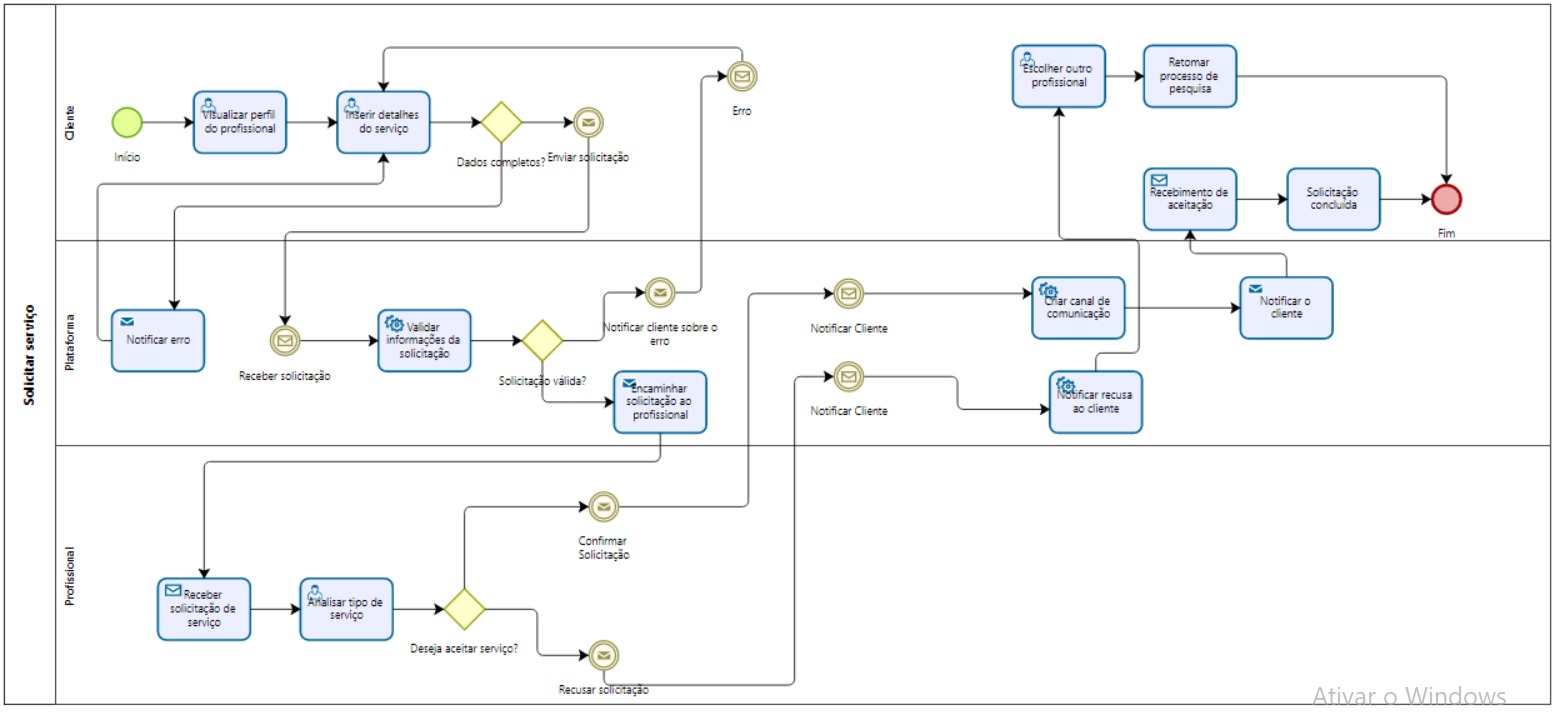 Solicitar serviço
Cliente
Início
Visualizar perfil
do profissional
Inserir detalhes
do serviço
Dados completos?
Enviar solicitação
Erro
Escolher outro
profissional
Retomar
processo de
pesquisa
Recebimento de
aceitação
Solicitação
concluída
Fim
Plataforma
Notificar erro
Receber solicitação
Validar
informações da
solicitação
Solicitação válida?
Notificar cliente sobre o
erro
Encaminhar
solicitação ao
profissional
Notificar Cliente
Notificar Cliente
Criar canal de
comunicação
Notificar recusa
ao cliente
Notificar o
cliente
Profissional
Receber
solicitação de
serviço
Analisar tipo de
serviço
Deseja aceitar serviço?
Confirmar
Solicitação
Recusar solicitação
Ativar o Windows